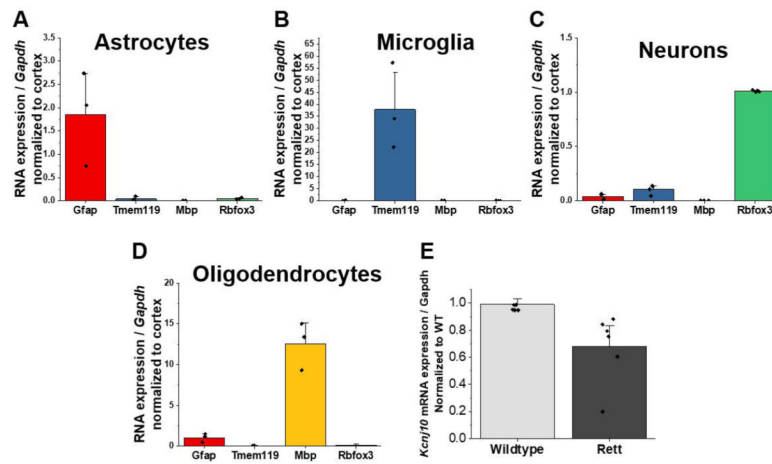 A
Astrocytes
RNA expression / Gapdh
normalized to cortex
3.5
3.0
2.5
2.0
1.5
1.0
0.5
0.0
Gfap Tmem119 Mbp Rbfox3
B
Microglia
RNA expression / Gapdh
normalized to cortex
65
60
55
50
45
40
35
30
25
20
15
10
5
0
Gfap Tmem119 Mbp Rbfox3
C
Neurons
RNA expression / Gapdh
normalized to cortex
1.0
0.5
0.0
Gfap Tmem119 Mbp Rbfox3
D
Oligodendrocytes
RNA expression / Gapdh
normalized to cortex
20
15
10
5
0
Gfap Tmem119 Mbp Rbfox3
E
Kcnj10 mRNA expression / Gapdh
Normalized to WT
1.0
0.8
0.6
0.4
0.2
0.0
Wildtype Rett